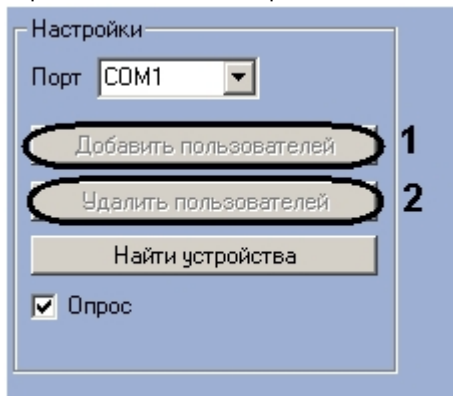 Настройки
Порт COM1
Добавить пользователей 1
Удалить пользователей 2
Найти устройства
Опрос